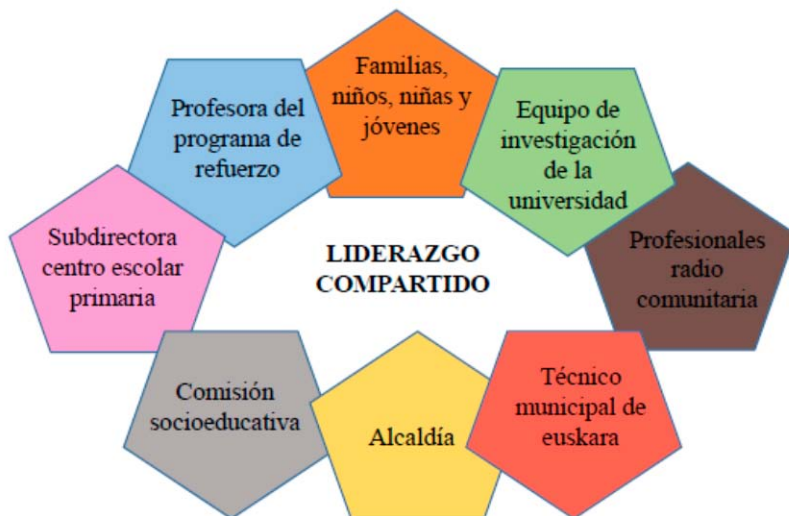 Familias,
niños, niñas y
jóvenes
Profesora del
programa de
refuerzo
Equipo de
investigación
de la
universidad
Subdirectora
centro escolar
primaria
LIDERAZGO
COMPARTIDO
Profesionales
radio
comunitaria
Comisión
socioeducativa
Alcaldía
Técnico
municipal de
euskara